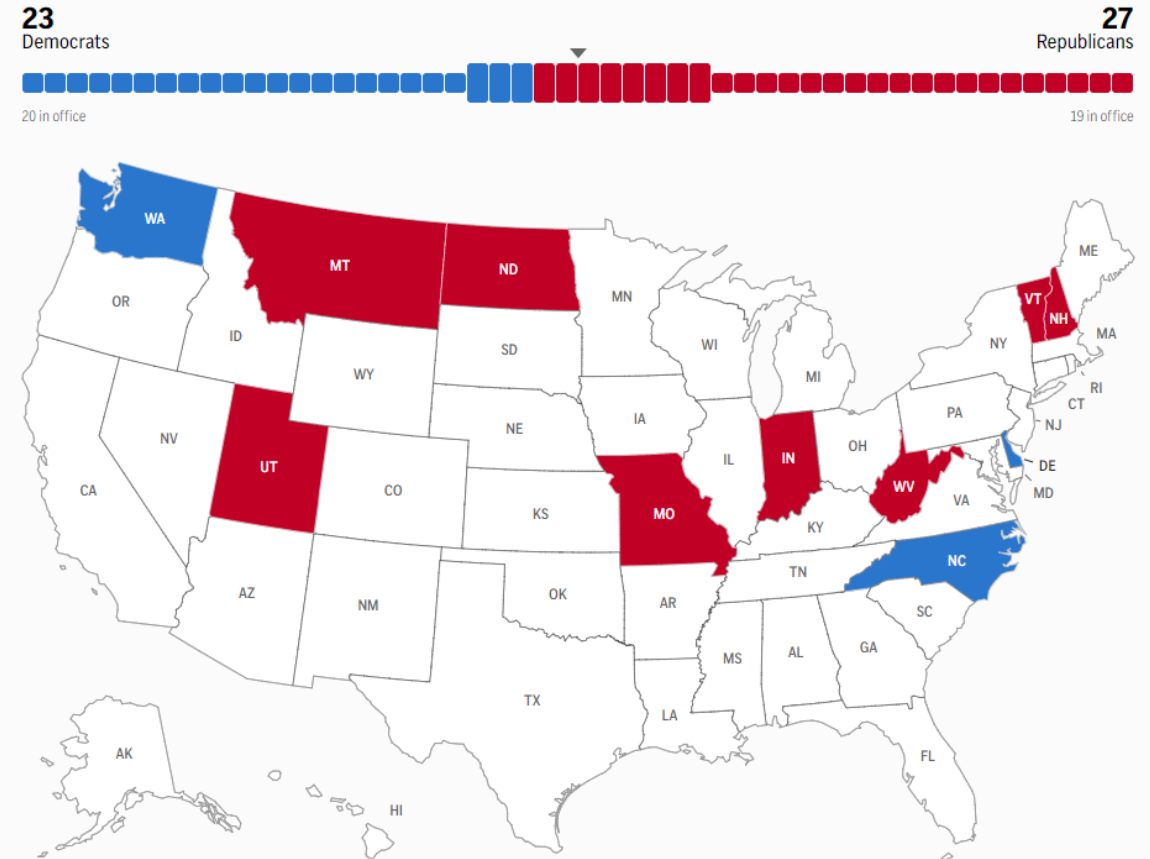 23
27
Democrats
Republicans
20 in office
19 in office
WA
MT
ND
MN
ME
VT
NH
OR
ID
SD
WI
NY
MA
WY
MI
RI
CT
NJ
NE
IA
PA
NV
UT
CO
IL
IN
OH
DE
MD
CA
KS
MO
WV
VA
KY
NC
AZ
NM
OK
TN
AR
SC
MS
AL
GA
TX
LA
FL
AK
HI